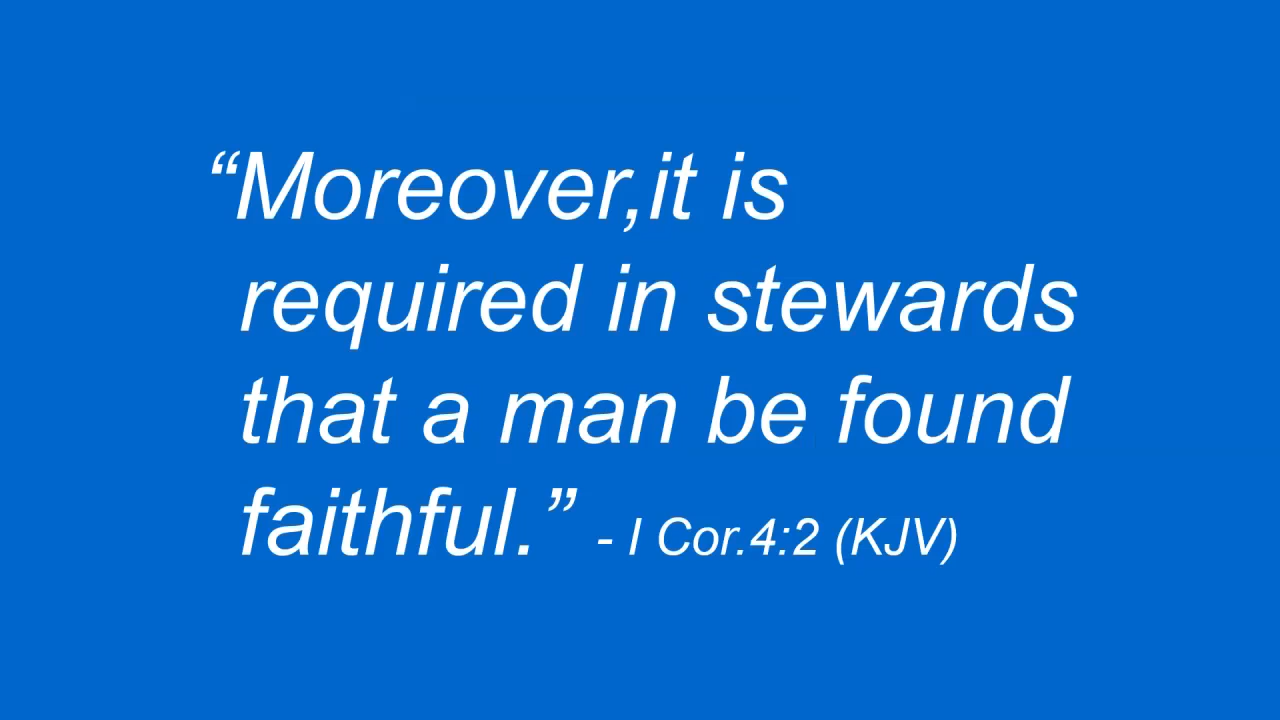 “Moreover,it is
required in stewards
that a man be found
faithful.” - I Cor.4:2 (KJV)